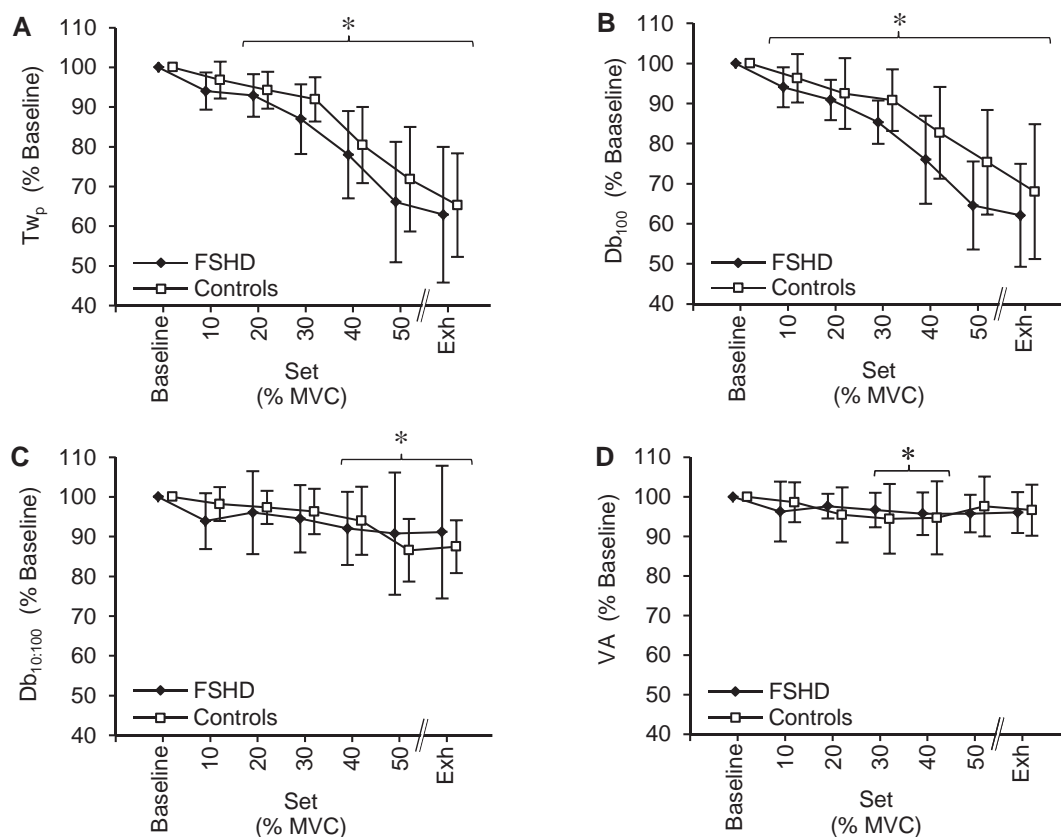 A
*
110
100
90
80
70
60
50
40
Twp (% Baseline)
FSHD
Controls
Baseline
10
20
30
40
50
Exh
Set
(% MVC)
B
*
110
100
90
80
70
60
50
40
Db100 (% Baaseline)
FSHD
Controls
Baseline
10
20
30
40
50
Exh
Set
(% MVC)
C
*
110
100
90
80
70
60
50
40
Db10:100 (% Baseline)
FSHD
Controls
Baseline
10
20
30
40
50
Exh
Set
(% MVC)
D
*
110
100
90
80
70
60
50
40
VA (% Baseline)
FSHD
Controls
Baseline
10
20
30
40
50
Exh
Set
(% MVC)